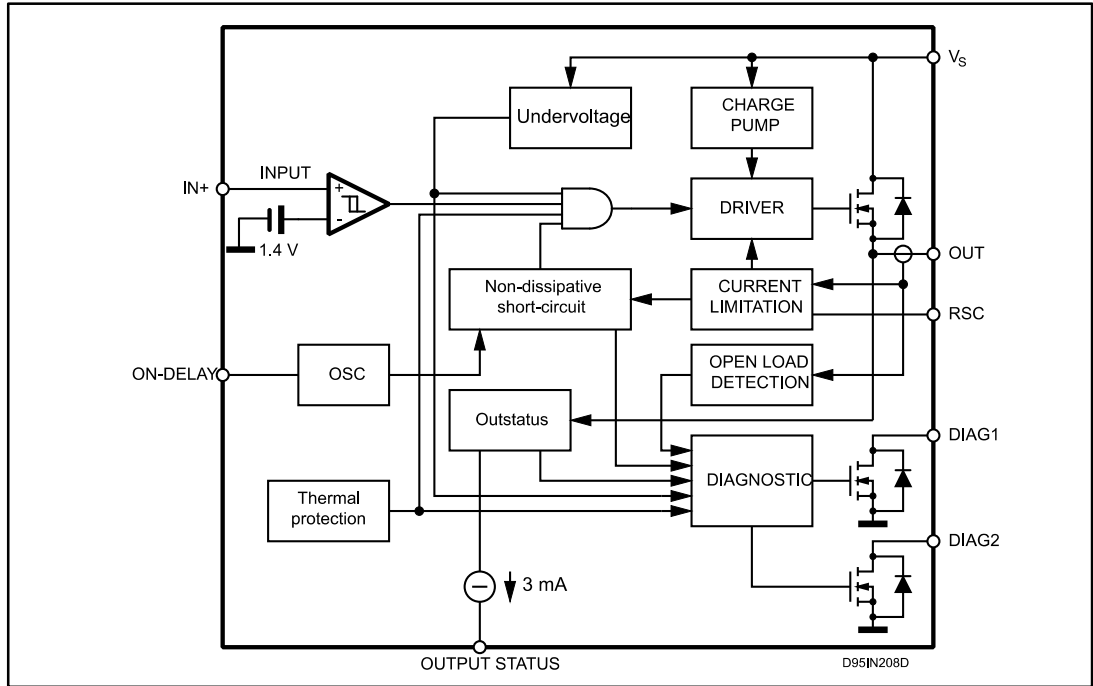 V_S
Undervoltage
CHARGE
PUMP
INPUT
IN+
+
-
1.4 V
DRIVER
OUT
Non-dissipative
short-circuit
CURRENT
LIMITATION
RSC
ON-DELAY
OSC
OPEN LOAD
DETECTION
Outstatus
DIAG1
DIAGNOSTIC
Thermal
protection
DIAG2
3 mA
OUTPUT STATUS
D95IN208D